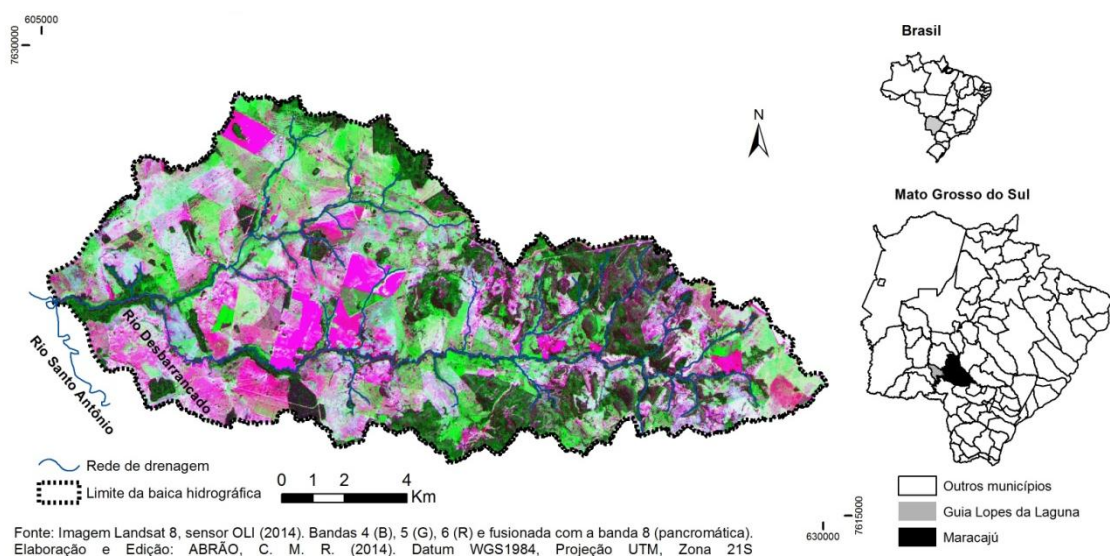 605000
7630000
Brasil
N
Mato Grosso do Sul
Rio Desbarrancado
Rio Santo Antônio
Rede de drenagem
Limite da baica hidrográfica
0 1 2 4
Km
Outros municípios
Guia Lopes da Laguna
Maracajú
7615000
630000
Fonte: Imagem Landsat 8, sensor OLI (2014). Bandas 4 (B), 5 (G), 6 (R) e fusionada com a banda 8 (pancromática).
Elaboração e Edição: ABRÃO, C. M. R. (2014). Datum WGS1984, Projeção UTM, Zona 21S